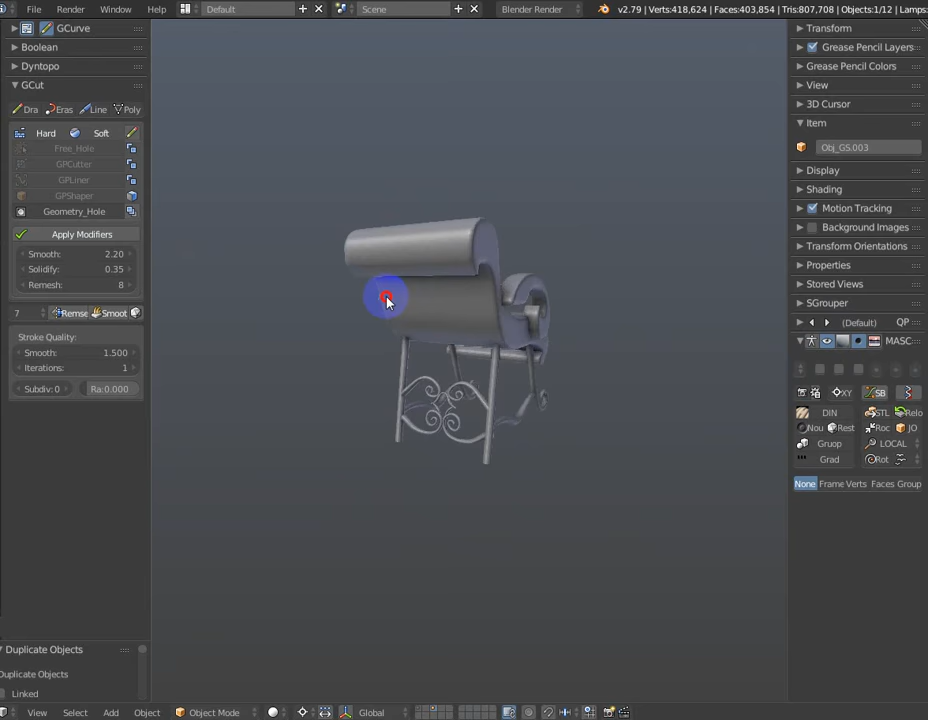 File Render Window Help Default Scene Blender Render v2.79 | Verts:418,624 | Faces:403,854 | Tris:807,708 | Objects:1/12 | Lamps:
GCurve
Boolean
Dyntopo
GCut
Dra Eras Line Poly
Hard Soft
Free_Hole
GPCutter
GPLiner
GPShaper
Geometry_Hole
Apply Modifiers
Smooth: 2.20
Solidify: 0.35
Remesh: 8
7 Remse Smoot
Stroke Quality:
Smooth: 1.500
Iterations: 1
Subdiv: 0 Ra:0.000
Duplicate Objects
Duplicate Objects
Linked
View Select Add Object Object Mode Global
Transform
Grease Pencil Layers
Grease Pencil Colors
View
3D Cursor
Item
Obj_GS.003
Display
Shading
Motion Tracking
Background Images
Transform Orientations
Properties
Stored Views
SGrouper
(Default) QP
MASC
XY SB
DIN STL Relo
Nou Rest Roc JO
Gruop LOCAL
Grad Rot
None Frame Verts Faces Group